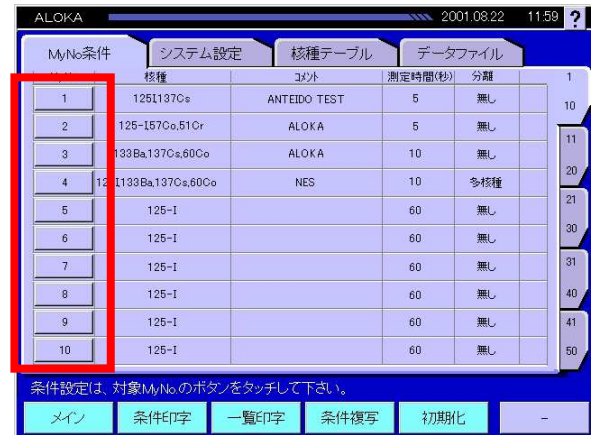 ALOKA 2001.08.22 11:59 ?
MyNo条件 システム設定 核種テーブル データファイル
核種 コメント 測定時間(秒) 分離 1
1 125I137Cs ANTEIDO TEST 5 無し 10
2 125-I57Co,51Cr ALOKA 5 無し 11
3 133Ba,137Cs,60Co ALOKA 10 無し 20
4 I133Ba,137Cs,60Co NES 10 多核種
5 125-I 60 無し 21
6 125-I 60 無し 30
7 125-I 60 無し 31
8 125-I 60 無し 40
9 125-I 60 無し 41
10 125-I 60 無し 50
条件設定は、対象MyNo.のボタンをタッチして下さい。
メイン 条件印字 一覧印字 条件複写 初期化 -